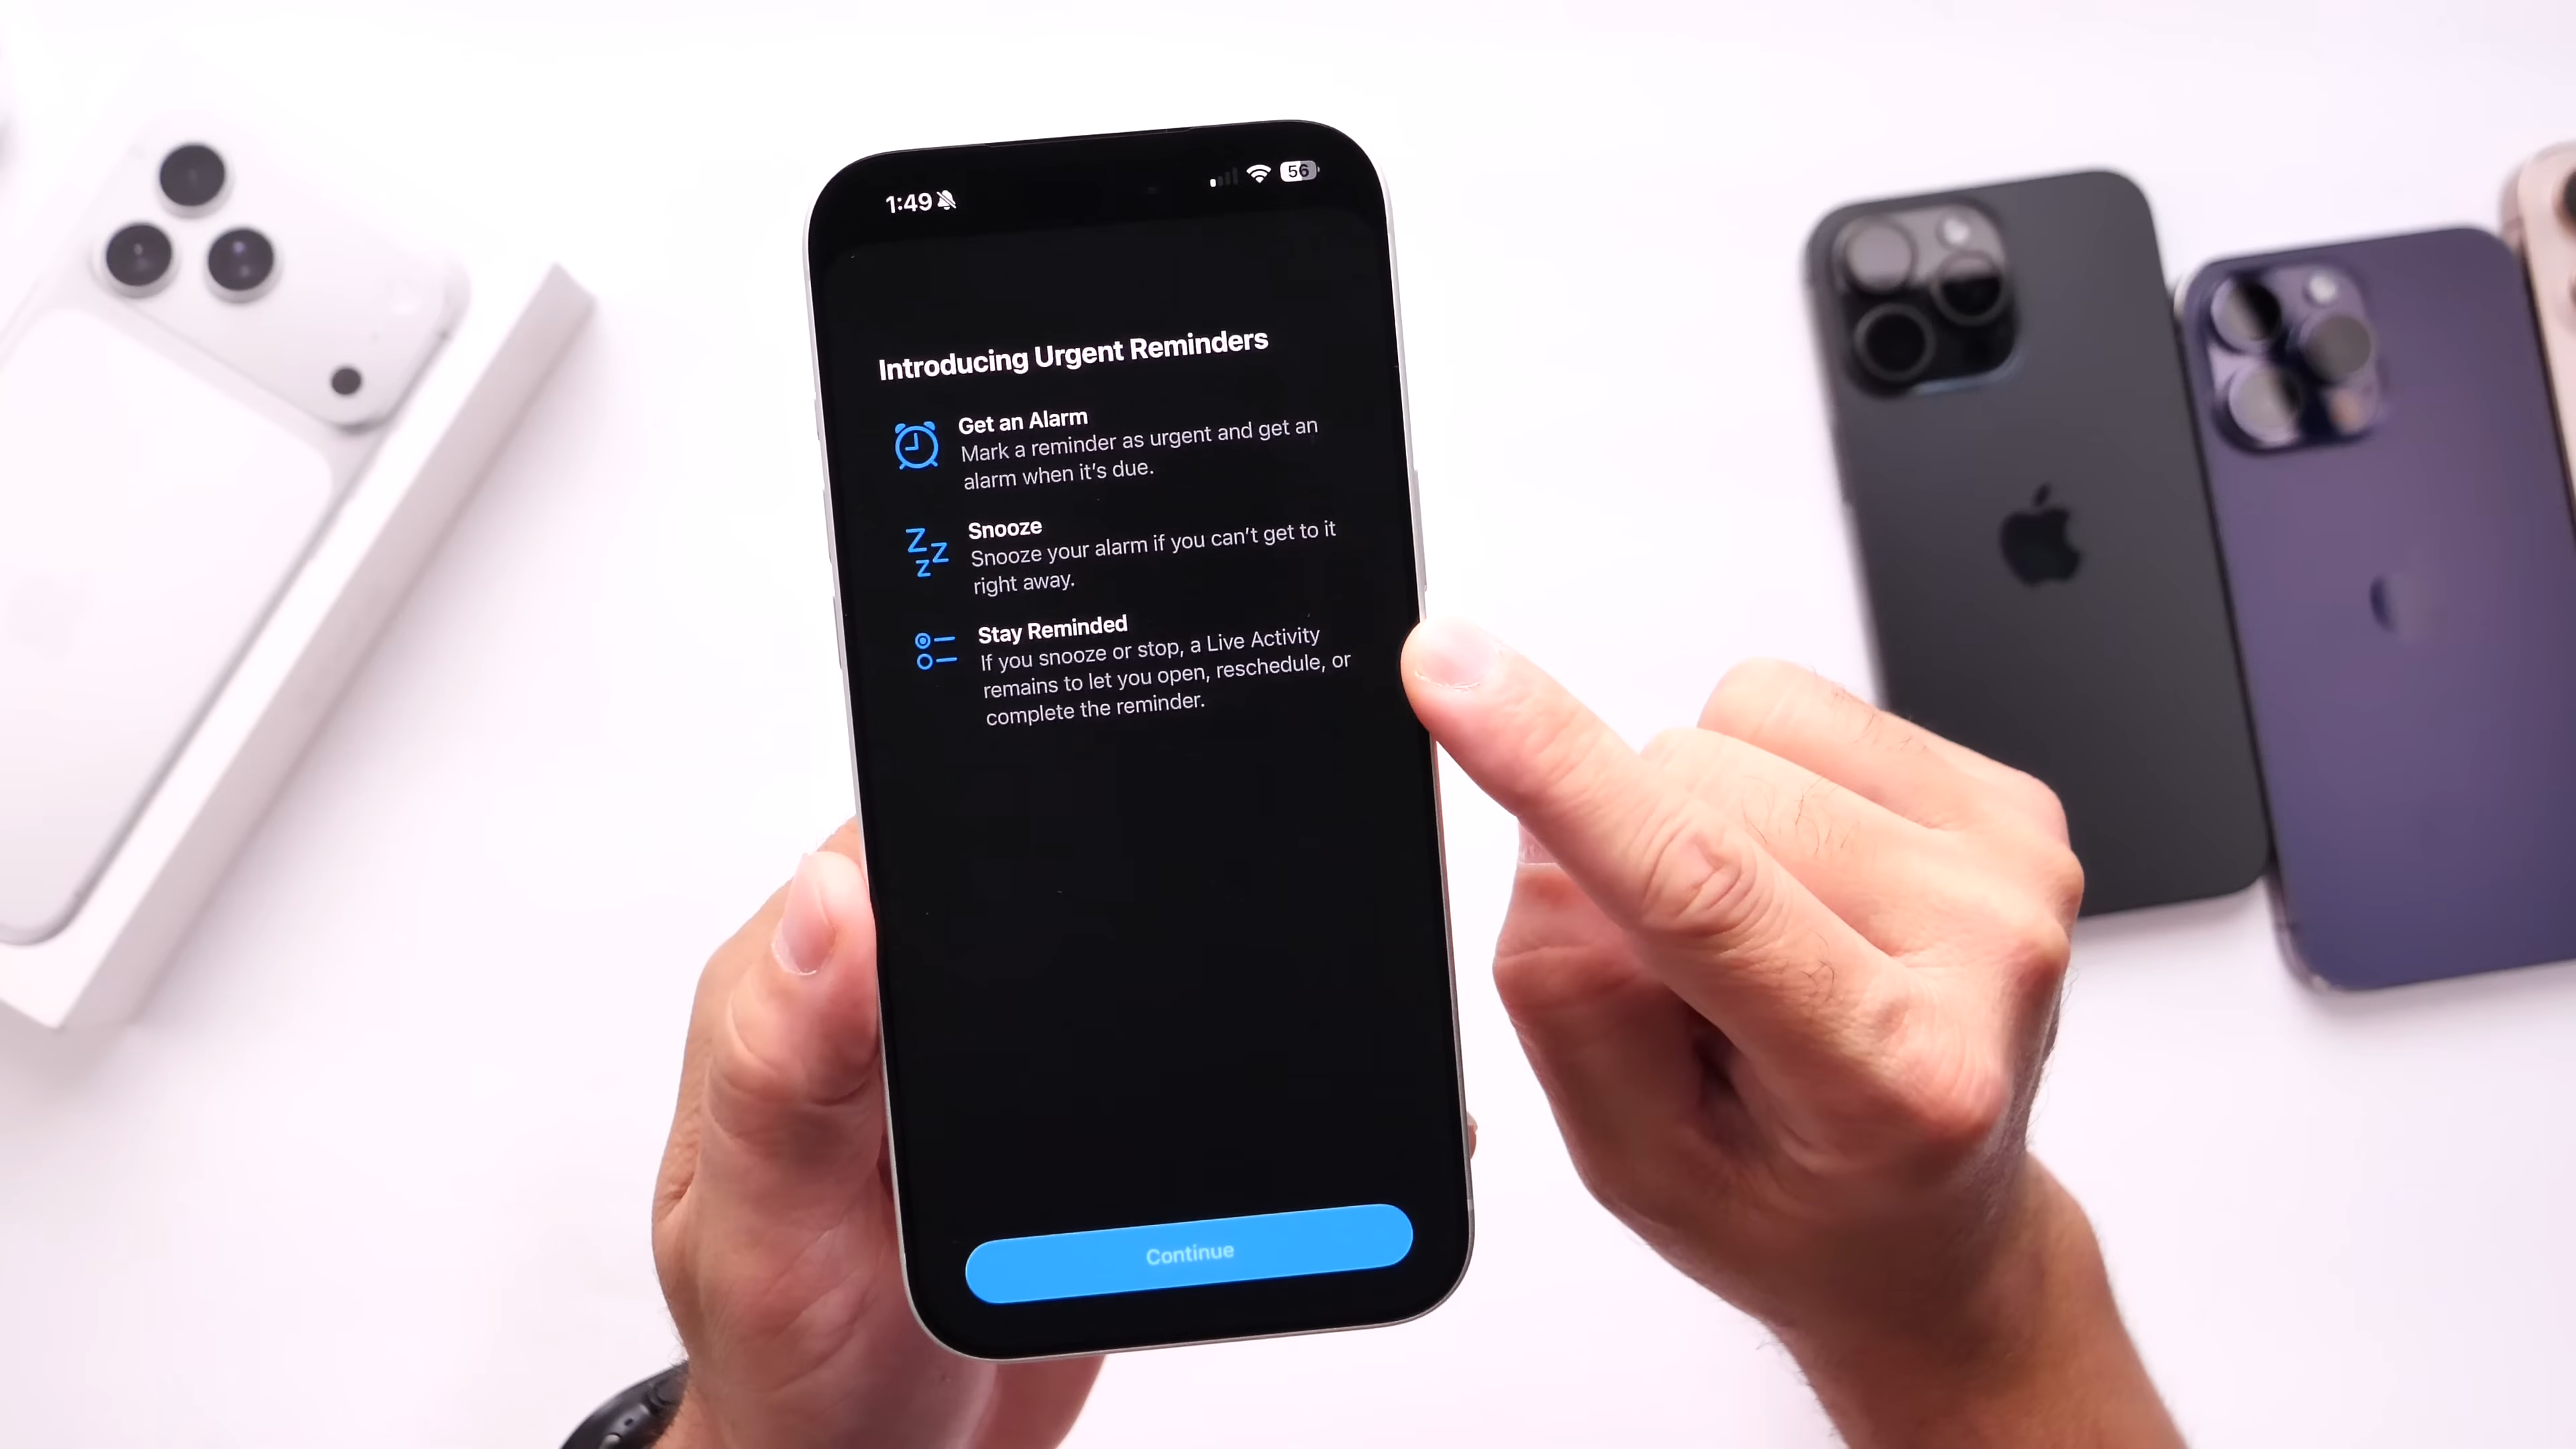 1:49
56
Introducing Urgent Reminders
Get an Alarm
Mark a reminder as urgent and get an
alarm when it's due.
Snooze
Snooze your alarm if you can't get to it
right away.
Stay Reminded
If you snooze or stop, a Live Activity
remains to let you open, reschedule, or
complete the reminder.
Continue